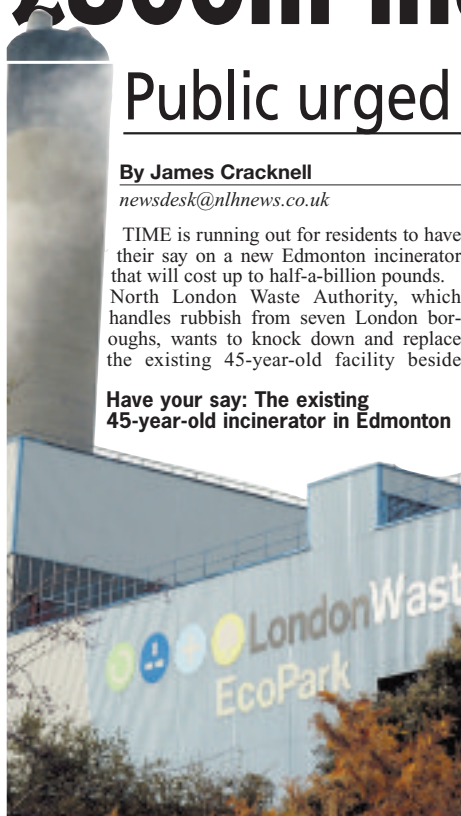 Public urged
By James Cracknell
newsdesk@nlhnews.co.uk
TIME is running out for residents to have
their say on a new Edmonton incinerator
that will cost up to half-a-billion pounds.
North London Waste Authority, which
handles rubbish from seven London bor-
oughs, wants to knock down and replace
the existing 45-year-old facility beside
Have your say: The existing
45-year-old incinerator in Edmonton
LondonWast
EcoPark